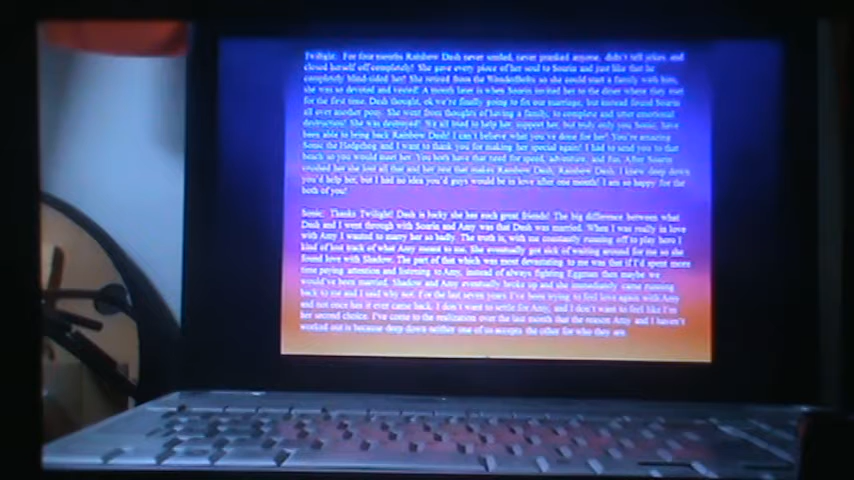 Twilight: For four months Rainbow Dash never smiled, never pranked anyone, didn't tell jokes, and
closed herself off completely! She gave every piece of her soul to Soarin and just like that he
completely blind-sided her! She retired from the WonderBolts so she could start a family with him,
she was so devoted and vested! A month later is when Soarin invited her to the diner where they met
for the first time. Dash thought, ok we're finally going to fix our marriage, but instead found Soarin
all over another pony. She went from thoughts of having a family, to complete and utter emotional
destruction! She was destroyed! We all tried to help her, support her, but truly only you Sonic, have
been able to bring back Rainbow Dash! I can't believe what you've done for her! You're amazing
Sonic the Hedgehog and I want to thank you for making her special again! I had to send you to that
beach so you would meet her. You both have that need for speed, adventure, and fun. After Soarin
crushed her she lost all that and her zest that makes Rainbow Dash, Rainbow Dash. I knew deep down
you'd help her, but I had no idea you'd guys would be in love after one month! I am so happy for the
both of you!
Sonic: Thanks Twilight! Dash is lucky she has such great friends! The big difference between what
Dash and I went through with Soarin and Amy was that Dash was married. When I was really in love
with Amy I wanted to marry her so badly. The truth is, with me constantly running off to play hero I
kind of lost track of what Amy meant to me. She eventually got sick of waiting around for me so she
found love with Shadow. The part of that which was most devastating to me was that if I'd spent more
time paying attention and listening to Amy, instead of always fighting Eggman then maybe we
would've been married. Shadow and Amy eventually broke up and she immediately came running
back to me and I said why not. For the last seven years I've been trying to feel love again with Amy
and not once has it ever came back. I don't want to settle for Amy, and I don't want to feel like I'm
her second choice. I've come to the realization over the last month that the reason Amy and I haven't
worked out is because deep down neither one of us accepts the other for who they are.